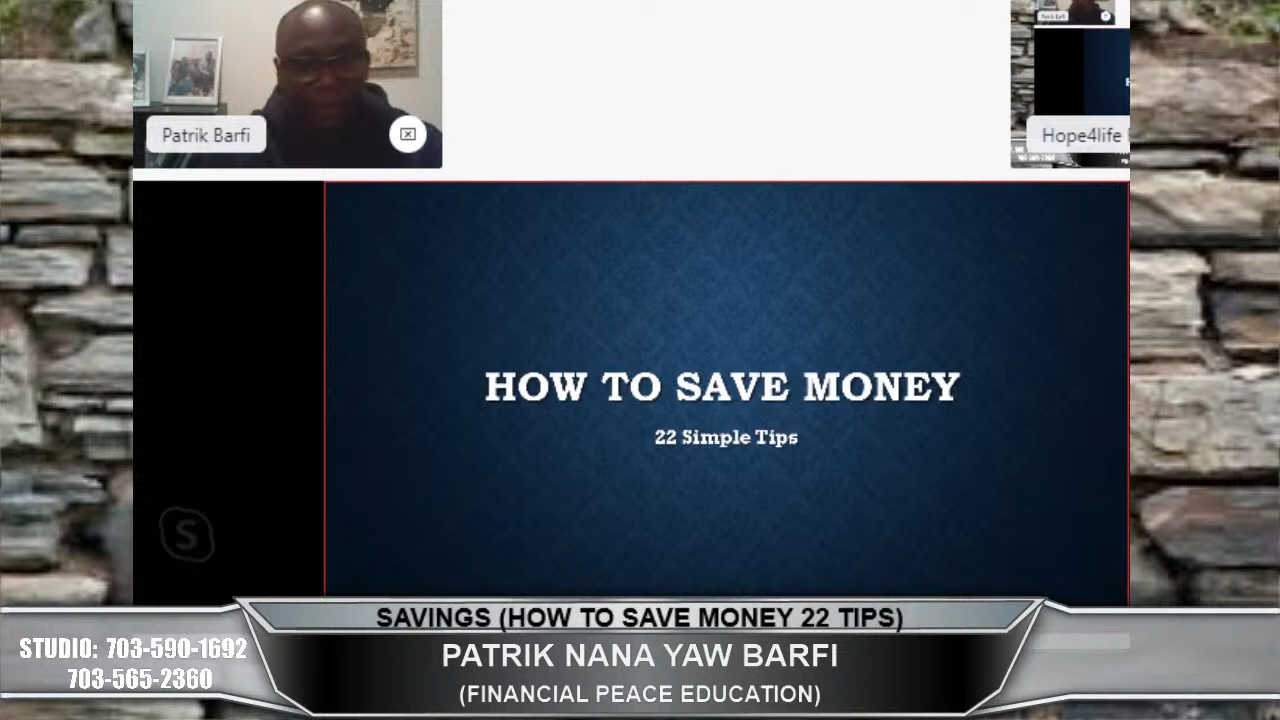 Patrik Barfi
Hope4life
HOW TO SAVE MONEY
22 Simple Tips
S
SAVINGS (HOW TO SAVE MONEY 22 TIPS)
STUDIO: 703-590-1692
703-565-2360
PATRIK NANA YAW BARFI
(FINANCIAL PEACE EDUCATION)